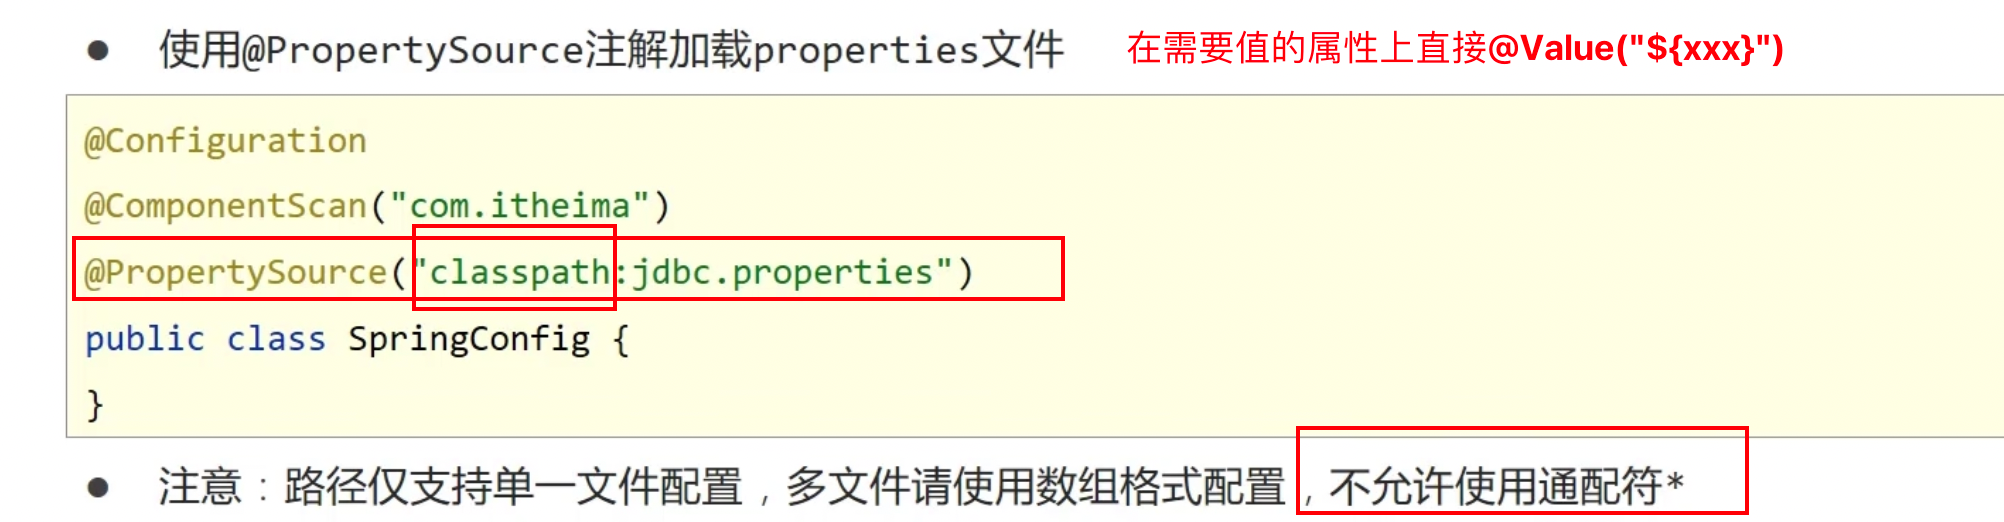 ● 使用@PropertySource注解加载properties文件 在需要值的属性上直接@Value("${xxx}")
@Configuration
@ComponentScan("com.itheima")
@PropertySource("classpath:jdbc.properties")
public class SpringConfig {
}
● 注意：路径仅支持单一文件配置，多文件请使用数组格式配置，不允许使用通配符*